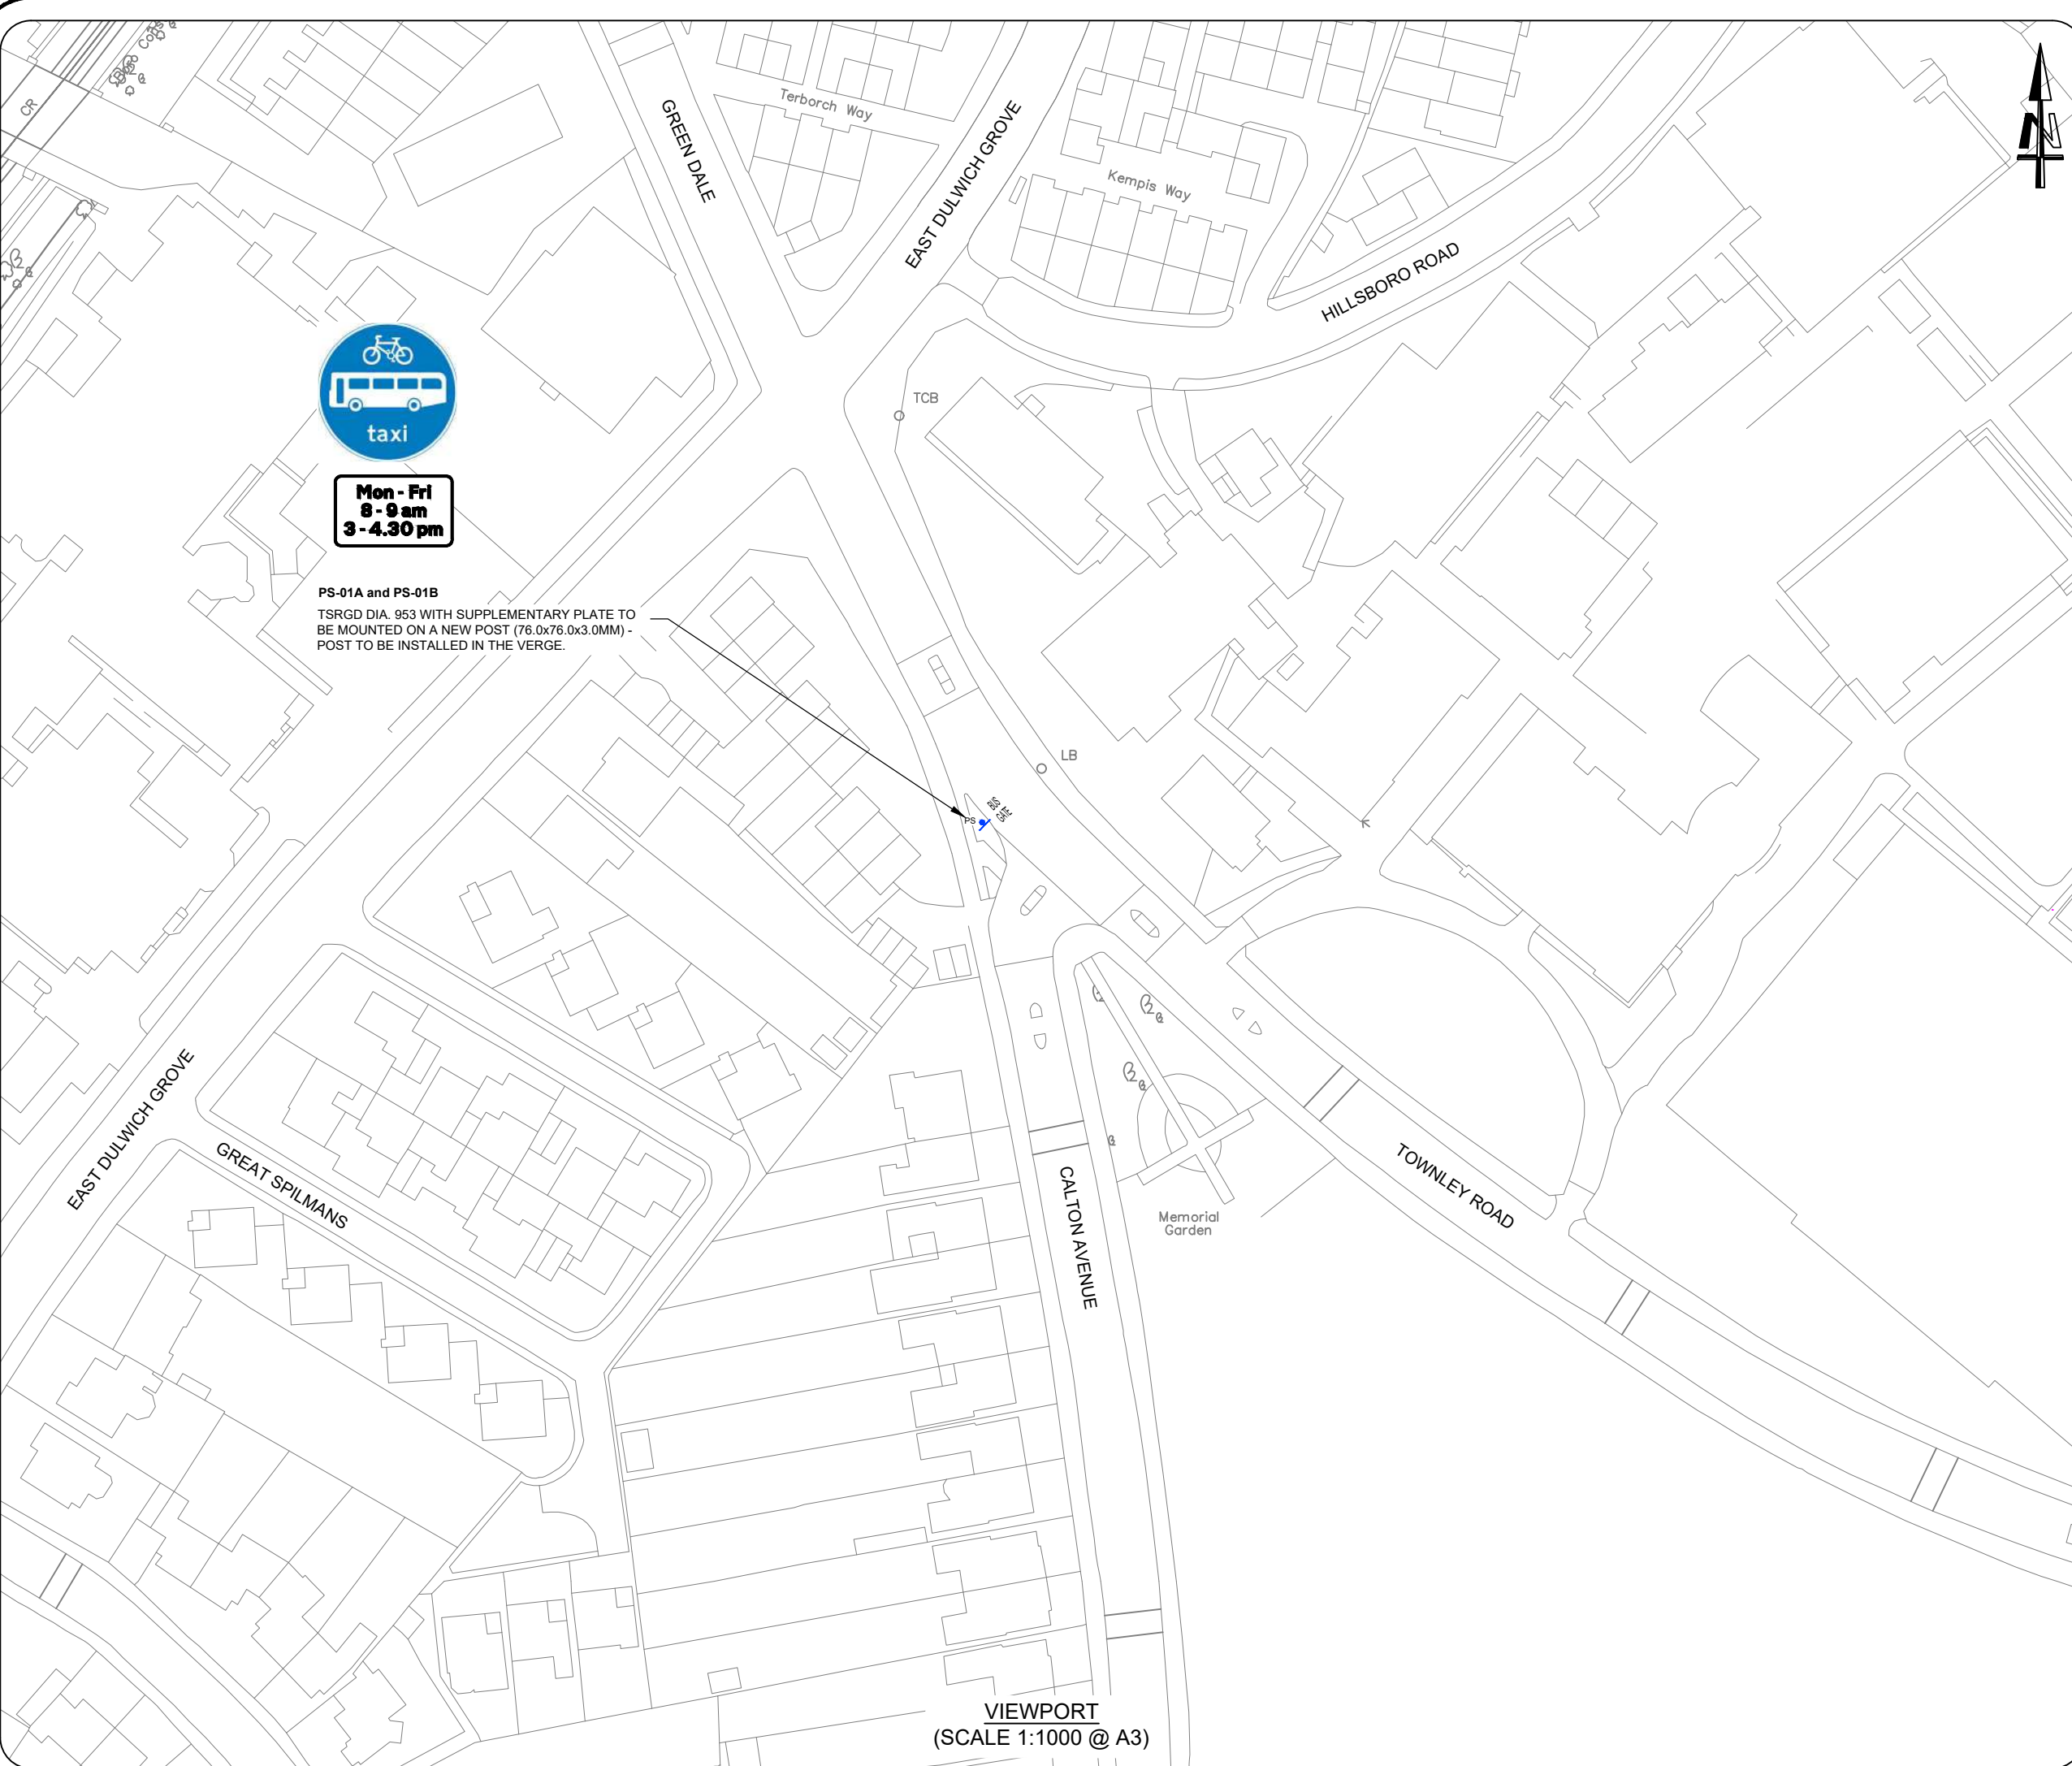 CR
GREEN DALE
Terborch Way
EAST DULWICH GROVE
Kempis Way
HILLSBORO ROAD
N
TCB
taxi
Mon - Fri
8 - 9 am
3 - 4.30 pm
PS-01A and PS-01B
TSRGD DIA. 953 WITH SUPPLEMENTARY PLATE TO
BE MOUNTED ON A NEW POST (76.0x76.0x3.0MM) -
POST TO BE INSTALLED IN THE VERGE.
LB
PS
EAST DULWICH GROVE
GREAT SPILMANS
CALTON AVENUE
TOWNLEY ROAD
Memorial
Garden
VIEWPORT
(SCALE 1:1000 @ A3)